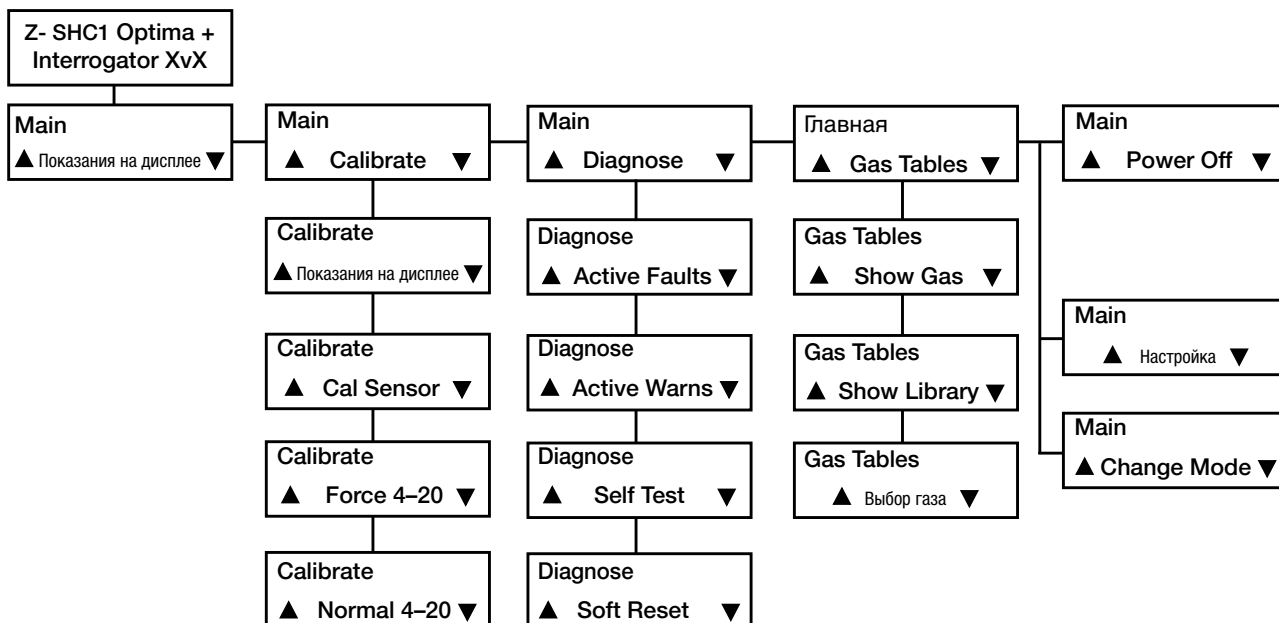 Z- SHC1 Optima +
Interrogator XvX
Main
▲ Показания на дисплее ▼
Main
▲ Calibrate ▼
Main
▲ Diagnose ▼
Главная
▲ Gas Tables ▼
Main
▲ Power Off ▼
Calibrate
▲ Показания на дисплее ▼
Diagnose
▲ Active Faults ▼
Gas Tables
▲ Show Gas ▼
Main
▲ Настройка ▼
Calibrate
▲ Cal Sensor ▼
Diagnose
▲ Active Warns ▼
Gas Tables
▲ Show Library ▼
Main
▲ Change Mode ▼
Calibrate
▲ Force 4–20 ▼
Diagnose
▲ Self Test ▼
Gas Tables
▲ Выбор газа ▼
Calibrate
▲ Normal 4–20 ▼
Diagnose
▲ Soft Reset ▼